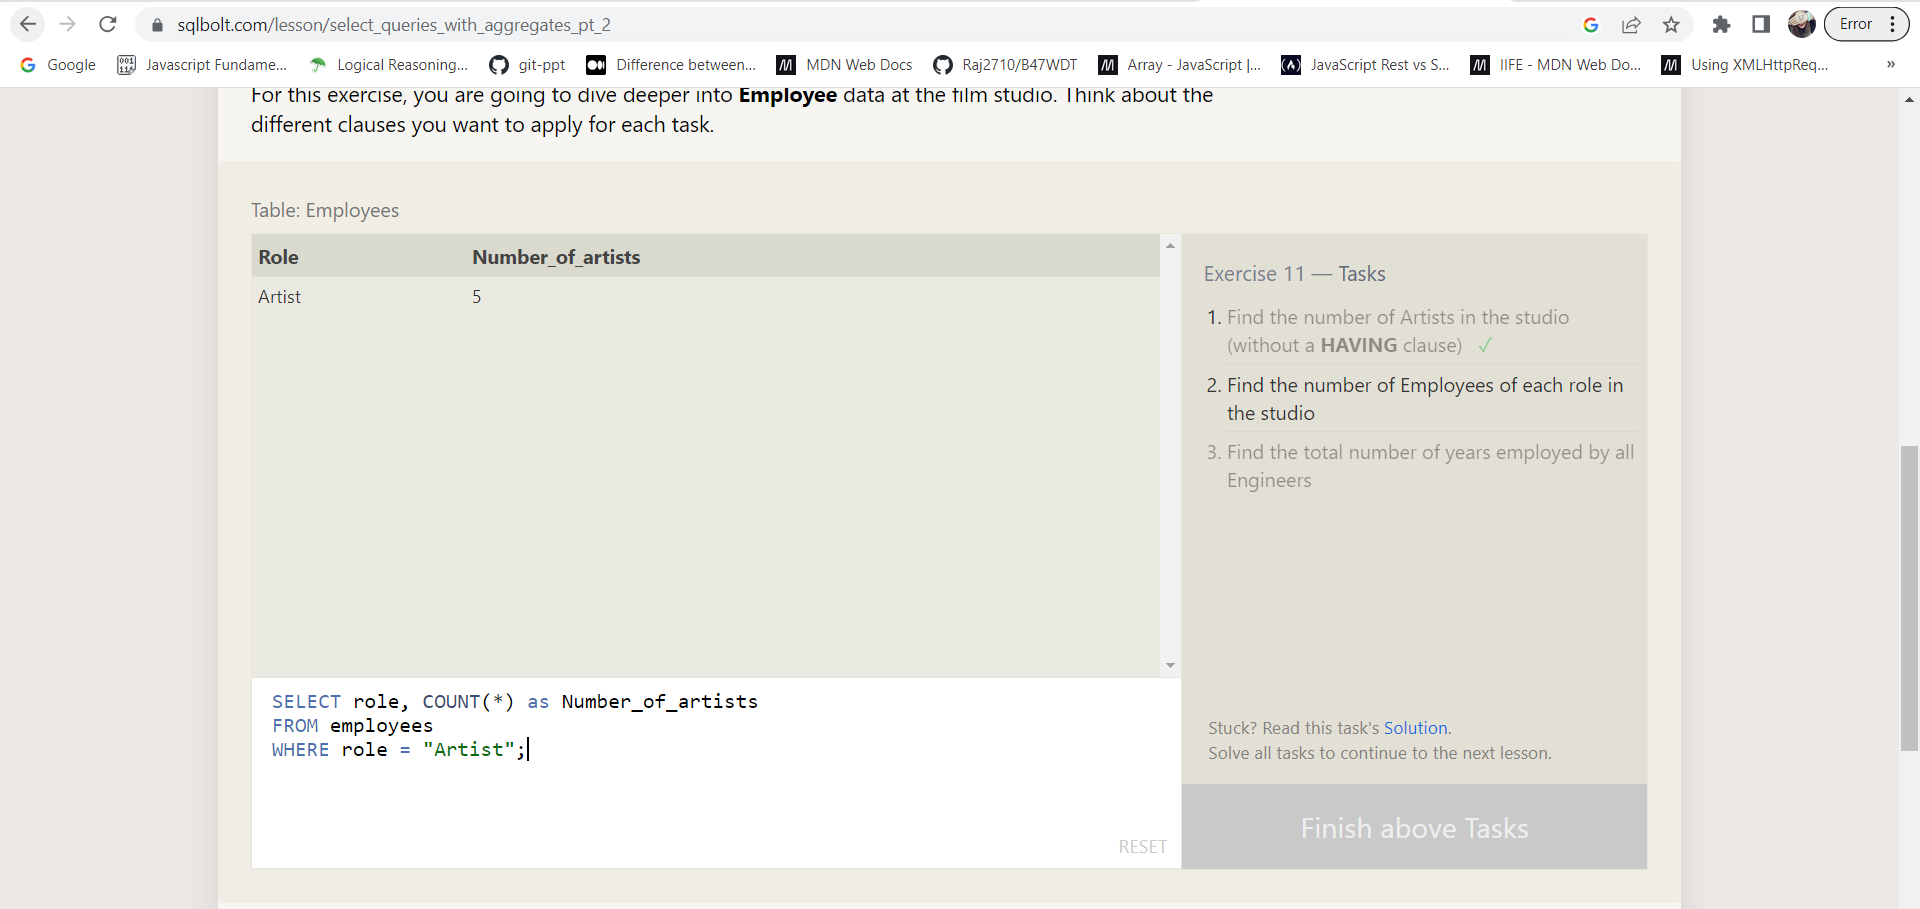 sqlbolt.com/lesson/select_queries_with_aggregates_pt_2
Error
Google
Javascript Fundame...
Logical Reasoning...
git-ppt
Difference between...
MDN Web Docs
Raj2710/B47WDT
Array - JavaScript |...
JavaScript Rest vs S...
IIFE - MDN Web Do...
Using XMLHttpReq...
»
For this exercise, you are going to dive deeper into Employee data at the film studio. Think about the
different clauses you want to apply for each task.
Table: Employees
Role Number_of_artists
Artist 5
SELECT role, COUNT(*) as Number_of_artists
FROM employees
WHERE role = "Artist";
RESET
Exercise 11 — Tasks
1. Find the number of Artists in the studio
(without a HAVING clause) ✓
2. Find the number of Employees of each role in
the studio
3. Find the total number of years employed by all
Engineers
Stuck? Read this task's Solution.
Solve all tasks to continue to the next lesson.
Finish above Tasks